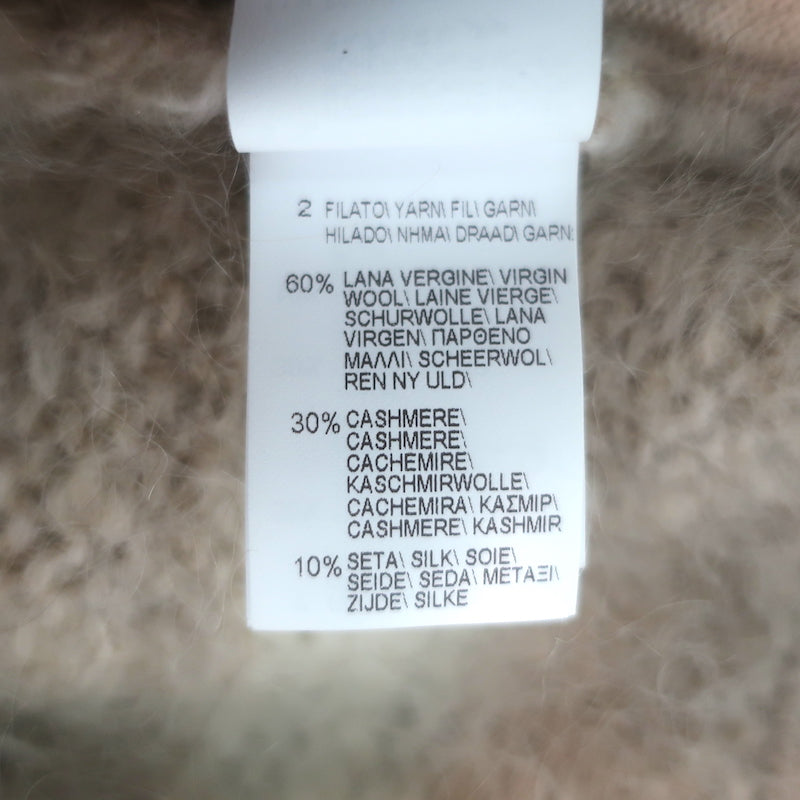 2 FILATO\ YARN\ FIL\ GARN\
HILADO\ NHMA\ DRAAD\ GARN:
60% LANA VERGINE\ VIRGIN
WOOL\ LAINE VIERGE\
SCHURWOLLE\ LANA
VIRGEN\ ΠΑΡΘΕΝΟ
ΜΑΛΛΙ\ SCHEERWOL\
REN NY ULD\
30% CASHMERE\
CASHMERE\
CACHEMIRE\
KASCHMIRWOLLE\
CACHEMIRA\ ΚΑΣΜΙΡ\
CASHMERE\ KASHMIR
10% SETA\ SILK\ SOIE\
SEIDE\ SEDA\ ΜΕΤΑΞΙ\
ZIJDE\ SILKE